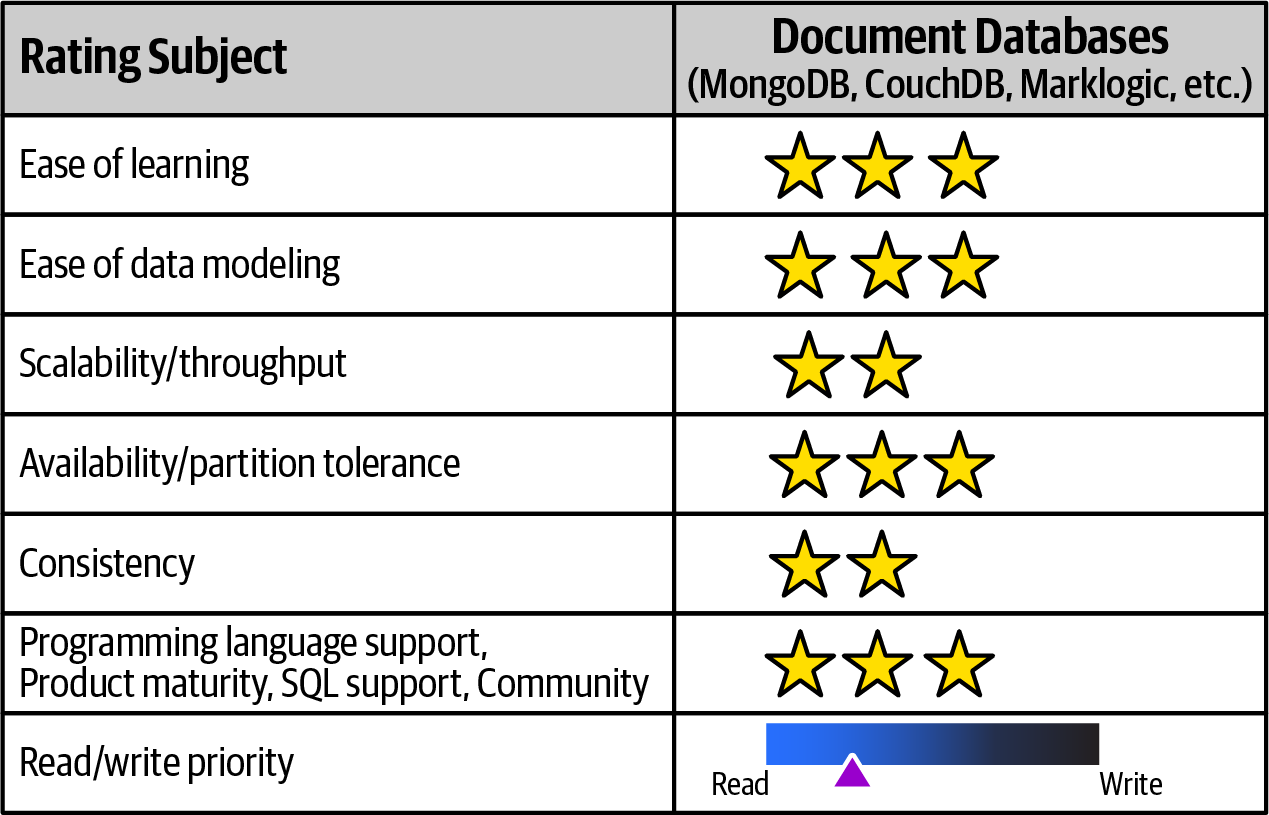 Rating Subject
Document Databases
(MongoDB, CouchDB, Marklogic, etc.)
Ease of learning
Ease of data modeling
Scalability/throughput
Availability/partition tolerance
Consistency
Programming language support,
Product maturity, SQL support, Community
Read/write priority
Read
Write